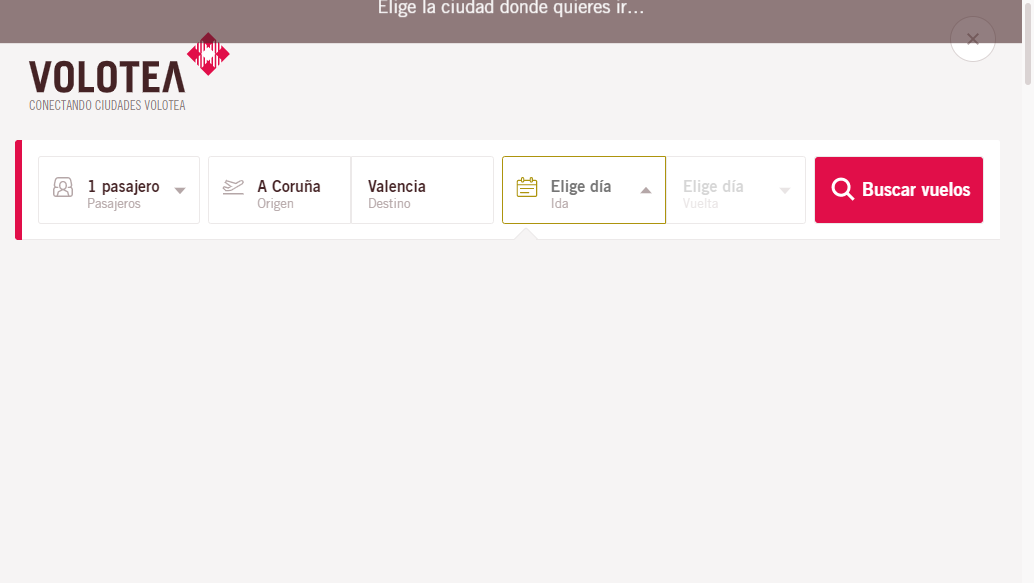 Elige la ciudad donde quieres ir...
VOLOTEA
CONECTANDO CIUDADES VOLOTEA
1 pasajero
Pasajeros
A Coruña
Origen
Valencia
Destino
Elige día
Ida
Elige día
Vuelta
Buscar vuelos